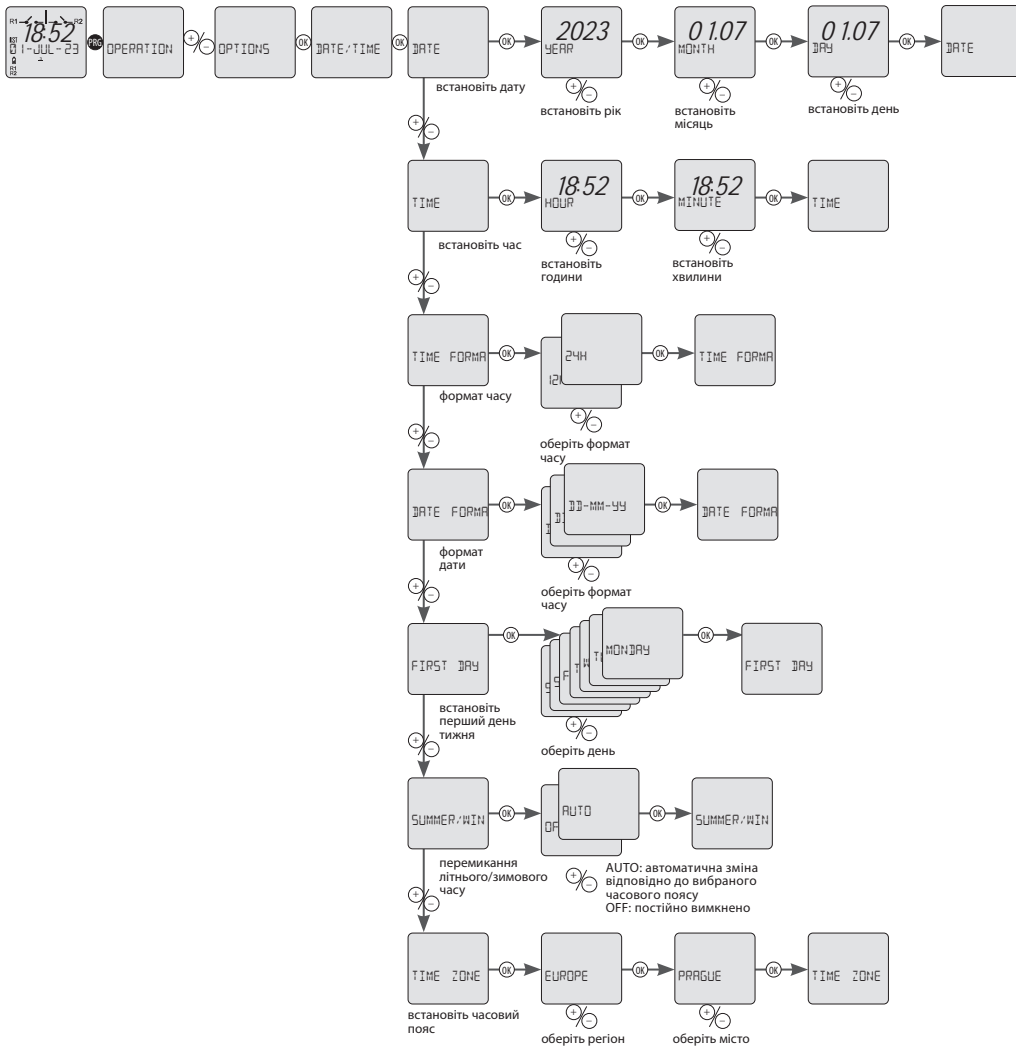 R1 R2
18:52
1-JUL-23
R1
R2
PRG
OPERATION
+ −
OPTIONS
OK
DATE/TIME
OK
DATE
OK
2023
YEAR
OK
01.07
MONTH
OK
01.07
DAY
OK
DATE
встановіть дату
+ −
встановіть рік
+ −
встановіть
місяць
+ −
встановіть день
+ −
TIME
OK
18:52
HOUR
OK
18:52
MINUTE
OK
TIME
встановіть час
+ −
встановіть
години
+ −
встановіть
хвилини
+ −
TIME FORMA
OK
24H
12H
OK
TIME FORMA
формат часу
+ −
оберіть формат
часу
+ −
DATE FORMA
OK
DD-MM-YY
OK
DATE FORMA
формат
дати
+ −
оберіть формат
часу
+ −
FIRST DAY
OK
MONDAY
OK
FIRST DAY
встановіть
перший день
тижня
+ −
оберіть день
+ −
SUMMER/WIN
OK
AUTO
OF
OK
SUMMER/WIN
перемикання
літнього/зимового
часу
+ −
AUTO: автоматична зміна
відповідно до вибраного
часового поясу
OFF: постійно вимкнено
+ −
TIME ZONE
OK
EUROPE
OK
PRAGUE
OK
TIME ZONE
встановіть часовий
пояс
+ −
оберіть регіон
+ −
оберіть місто